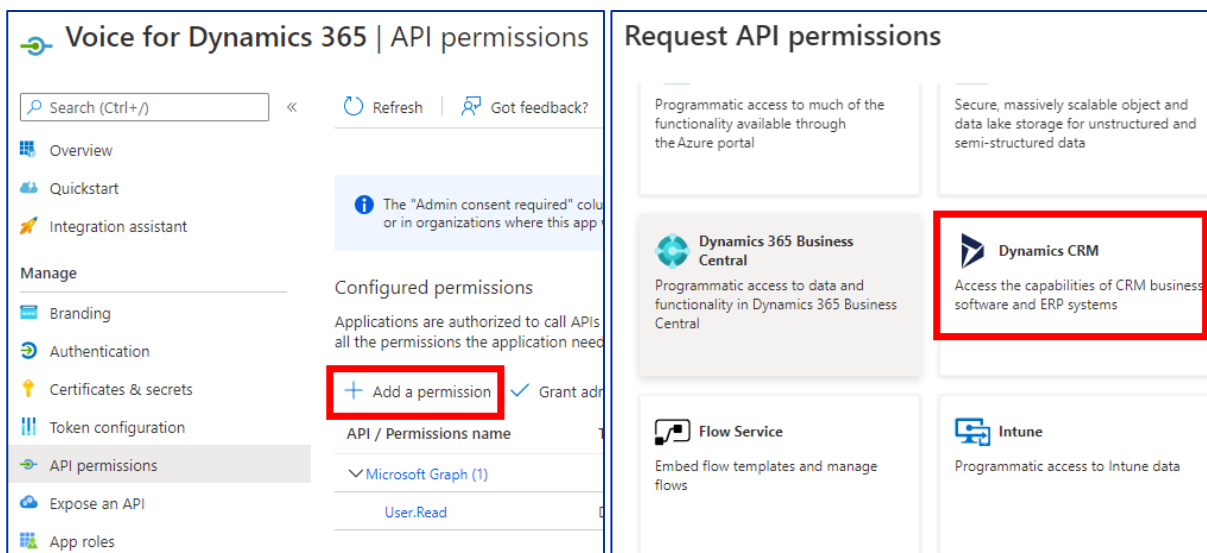 Voice for Dynamics 365 | API permissions
Search (Ctrl+/)
«
Refresh
Got feedback?
Overview
Quickstart
Integration assistant
Manage
Branding
Authentication
Certificates & secrets
Token configuration
API permissions
Expose an API
App roles
The "Admin consent required" colu
or in organizations where this app
Configured permissions
Applications are authorized to call APIs
all the permissions the application need
Add a permission
Grant adr
API / Permissions name
Microsoft Graph (1)
User.Read
Request API permissions
Programmatic access to much of the
functionality available through
the Azure portal
Secure, massively scalable object and
data lake storage for unstructured and
semi-structured data
Dynamics 365 Business
Central
Programmatic access to data and
functionality in Dynamics 365 Business
Central
Dynamics CRM
Access the capabilities of CRM business
software and ERP systems
Flow Service
Embed flow templates and manage
flows
Intune
Programmatic access to Intune data